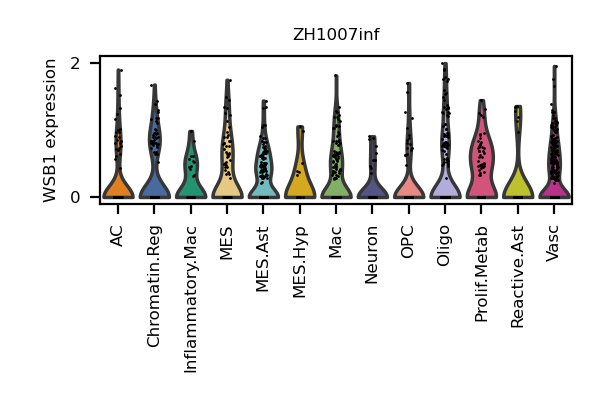 ZH1007inf
WSB1 expression
2
0
AC
Chromatin.Reg
Inflammatory.Mac
MES
MES.Ast
MES.Hyp
Mac
Neuron
OPC
Oligo
Prolif.Metab
Reactive.Ast
Vasc